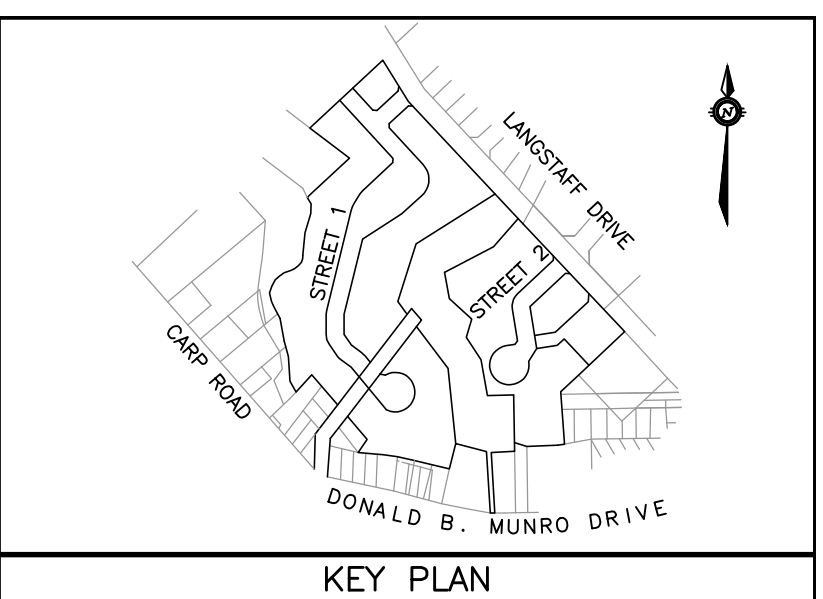 N
LANGSTAFF DRIVE
STREET 1
STREET 2
CARP ROAD
DONALD B. MUNRO DRIVE
KEY PLAN